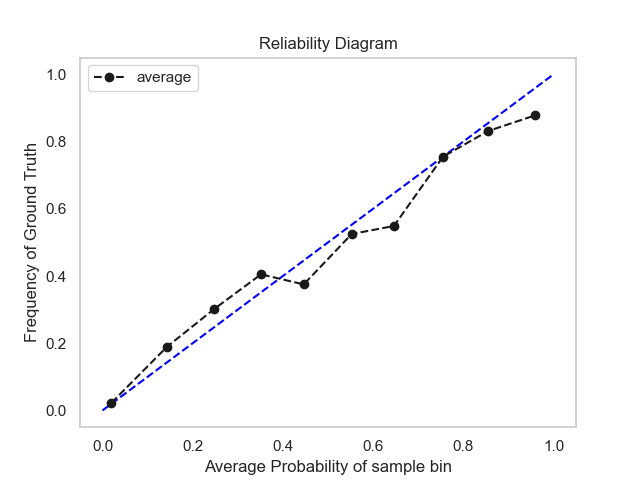 Reliability Diagram
average
1.0
0.8
0.6
0.4
0.2
0.0
Frequency of Ground Truth
0.0 0.2 0.4 0.6 0.8 1.0
Average Probability of sample bin